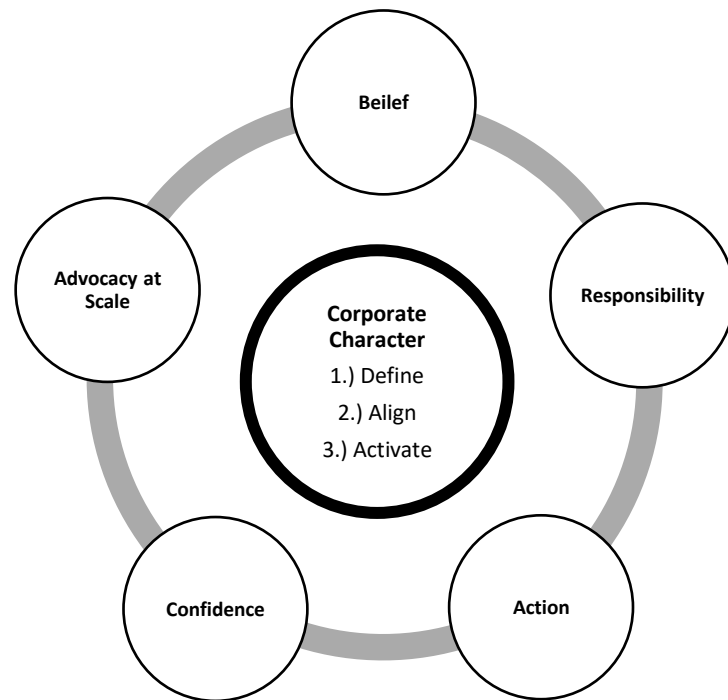 Beilef
Responsibility
Action
Confidence
Advocacy at
Scale
Corporate
Character
1.) Define
2.) Align
3.) Activate